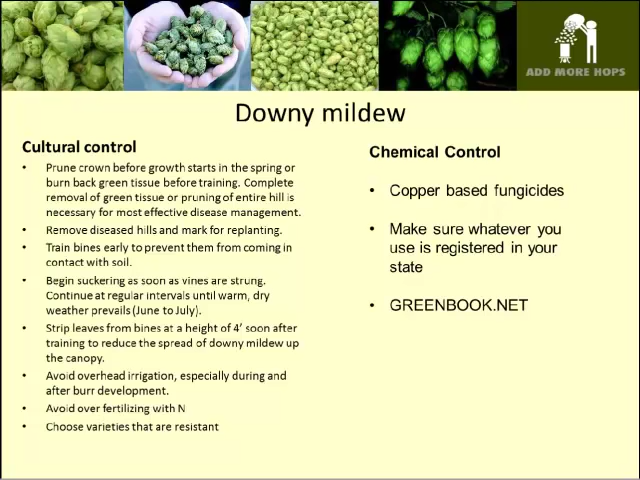 ADD MORE HOPS
Downy mildew
Cultural control
• Prune crown before growth starts in the spring or
burn back green tissue before training. Complete
removal of green tissue or pruning of entire hill is
necessary for most effective disease management.
• Remove diseased hills and mark for replanting.
• Train bines early to prevent them from coming in
contact with soil.
• Begin suckering as soon as vines are strung.
Continue at regular intervals until warm, dry
weather prevails (June to July).
• Strip leaves from bines at a height of 4’ soon after
training to reduce the spread of downy mildew up
the canopy.
• Avoid overhead irrigation, especially during and
after burr development.
• Avoid over fertilizing with N
• Choose varieties that are resistant
Chemical Control
• Copper based fungicides
• Make sure whatever you
use is registered in your
state
• GREENBOOK.NET